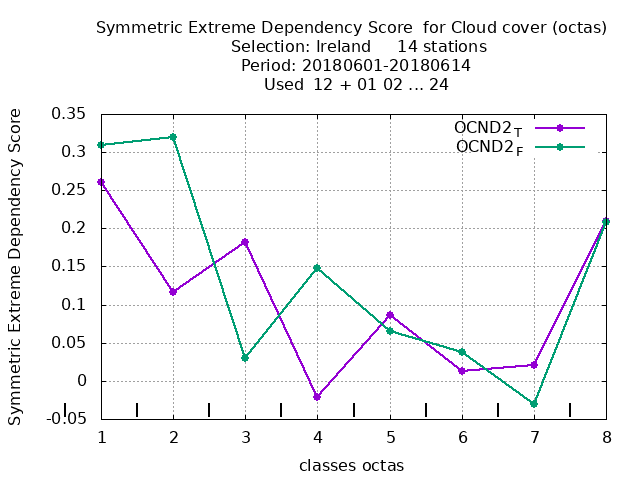 Symmetric Extreme Dependency Score  for Cloud cover (octas)
Selection: Ireland     14 stations
Period: 20180601-20180614
Used  12 + 01 02 ... 24
Symmetric Extreme Dependency Score
0.35
0.3
0.25
0.2
0.15
0.1
0.05
0
-0.05
OCND2T
OCND2F
1 2 3 4 5 6 7 8
classes octas